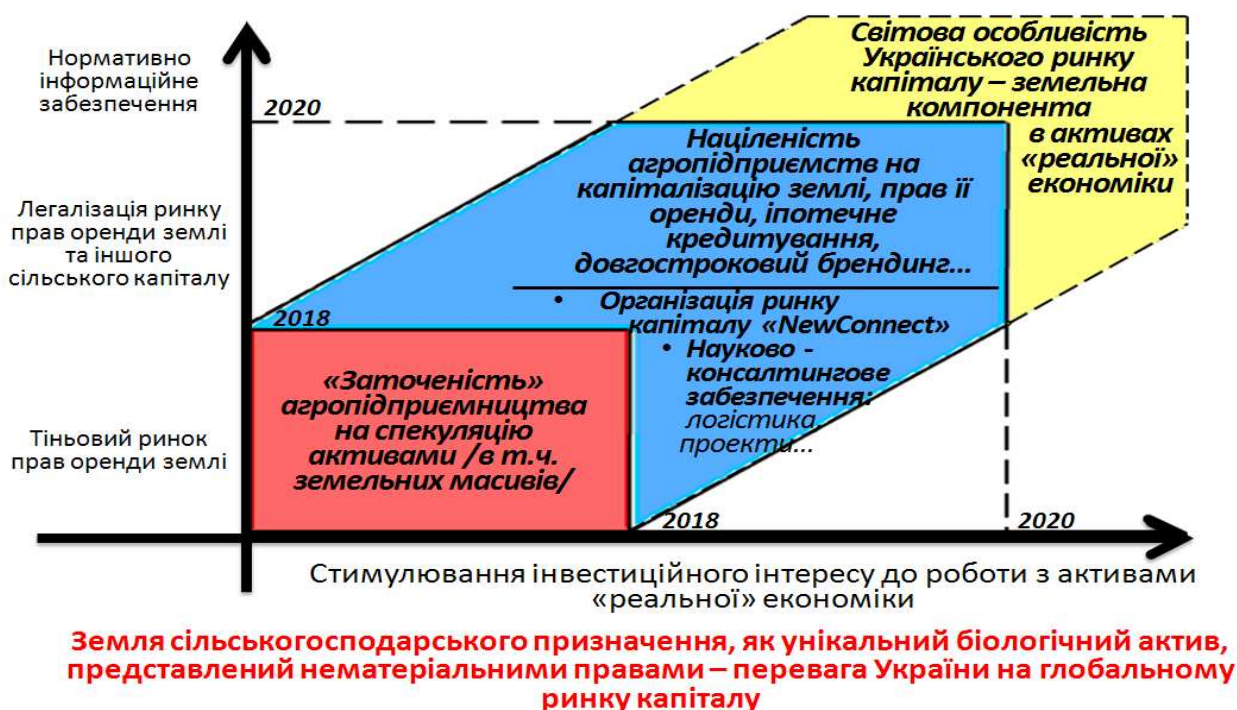 Нормативно
інформаційне
забезпечення
Легалізація ринку
прав оренди землі
та іншого
сільського капіталу
Тіньовий ринок
прав оренди землі
2020
Світова особливість
Українського ринку
капіталу – земельна
компонента
в активах
«реальної»
економіки
Націленість
агропідприємств на
капіталізацію землі, прав її
оренди, іпотечне
кредитування,
довгостроковий брендинг...
• Організація ринку
капіталу «NewConnect»
• Науково -
консалтингове
забезпечення:
логістика,
проекти...
2018
«Заточеність»
агропідприємництва
на спекуляцію
активами /в т.ч.
земельних масивів/
2018
2020
Стимулювання інвестиційного інтересу до роботи з активами
«реальної» економіки
Земля сільськогосподарського призначення, як унікальний біологічний актив,
представлений нематеріальними правами – перевага України на глобальному
ринку капіталу